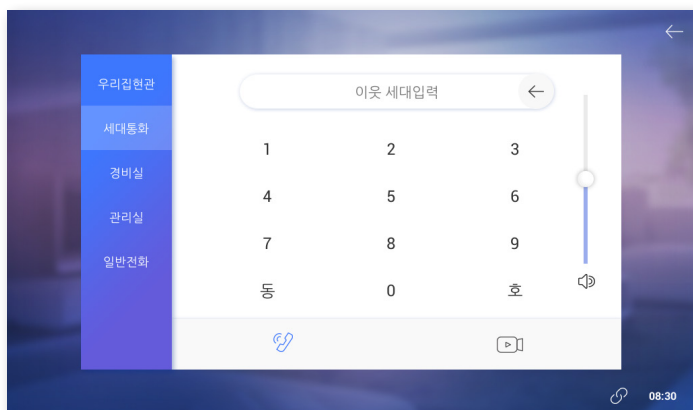 우리집현관
세대통화
경비실
관리실
일반전화
이웃 세대입력
1 2 3
4 5 6
7 8 9
동 0 호
08:30